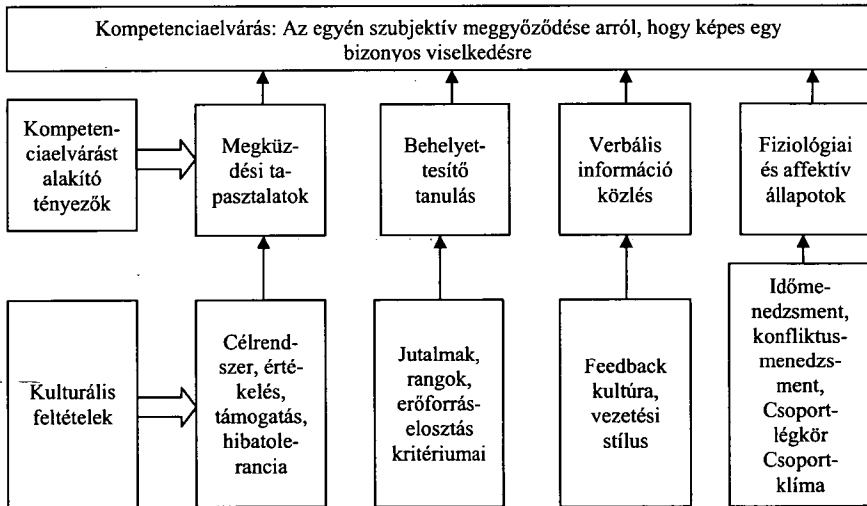 Kompetenciaelvárás: Az egyén szubjektív meggyőződése arról, hogy képes egy
bizonyos viselkedésre
Kompeten-
ciaelvárást
alakító
tényezők
Megküz-
dési ta-
pasztalatok
Behelyet-
tesítő
tanulás
Verbális
információ
közlés
Fiziológiai
és affektív
állapotok
Kulturális
feltételek
Célrend-
szer, érté-
kelés,
támogatás,
hibatole-
rancia
Jutalmak,
rangok,
erőforrás-
elosztás
kritériumai
Feedback
kultúra,
vezetési
stílus
Időme-
nedzsment,
konfliktus-
menedzs-
ment,
Csoport-
légkör
Csoport-
klíma